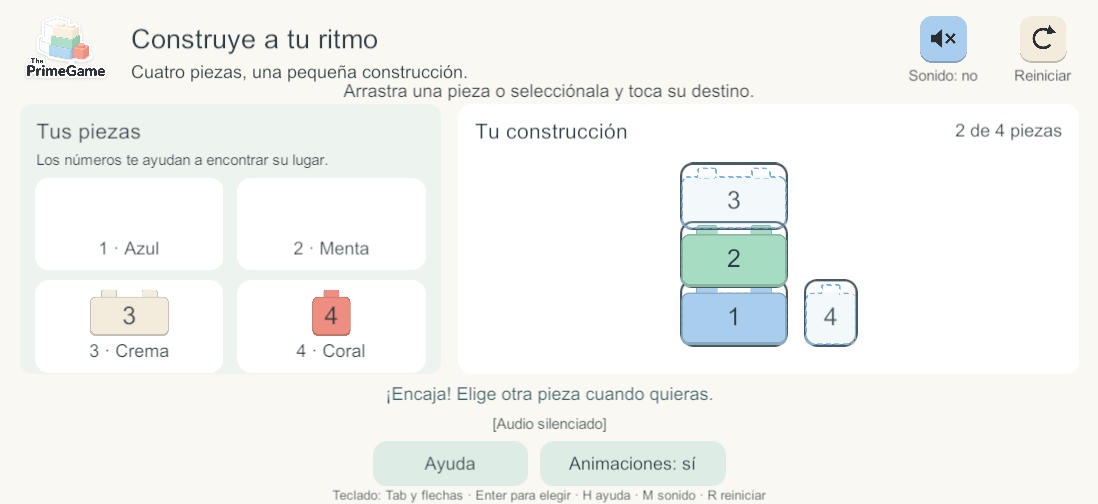 The
PrimeGame
Construye a tu ritmo
Cuatro piezas, una pequeña construcción.
Sonido: no
Reiniciar
Arrastra una pieza o selecciónala y toca su destino.
Tus piezas
Los números te ayudan a encontrar su lugar.
1 · Azul
2 · Menta
3
3 · Crema
4
4 · Coral
Tu construcción
2 de 4 piezas
3
2
1
4
¡Encaja! Elige otra pieza cuando quieras.
[Audio silenciado]
Ayuda
Animaciones: sí
Teclado: Tab y flechas · Enter para elegir · H ayuda · M sonido · R reiniciar